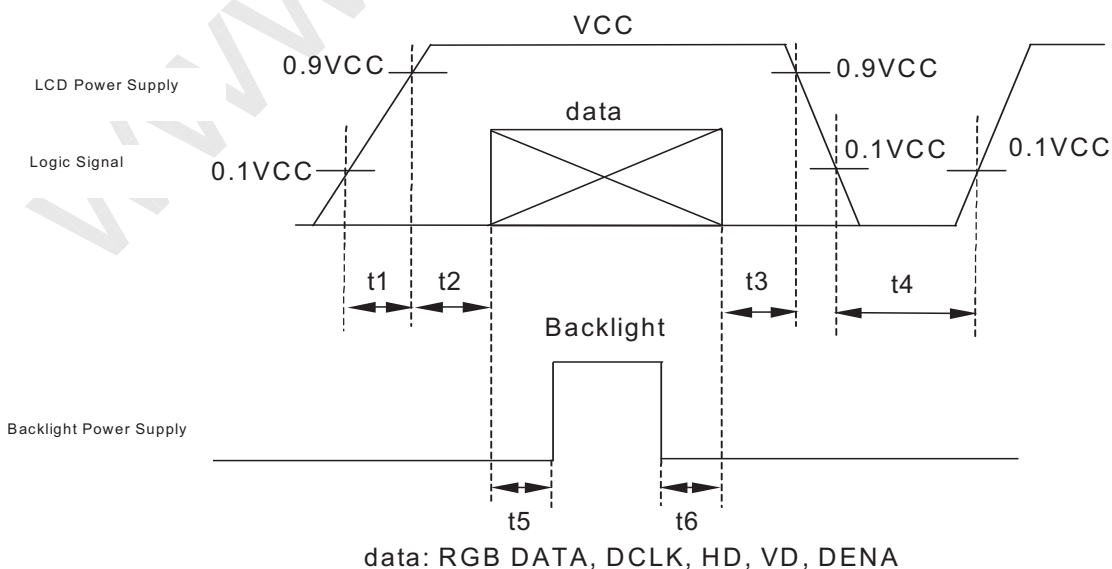 VCC
0.9VCC
0.9VCC
LCD Power Supply
data
Logic Signal
0.1VCC
0.1VCC
0.1VCC
t1
t2
t3
t4
Backlight
Backlight Power Supply
t5
t6
data: RGB DATA, DCLK, HD, VD, DENA